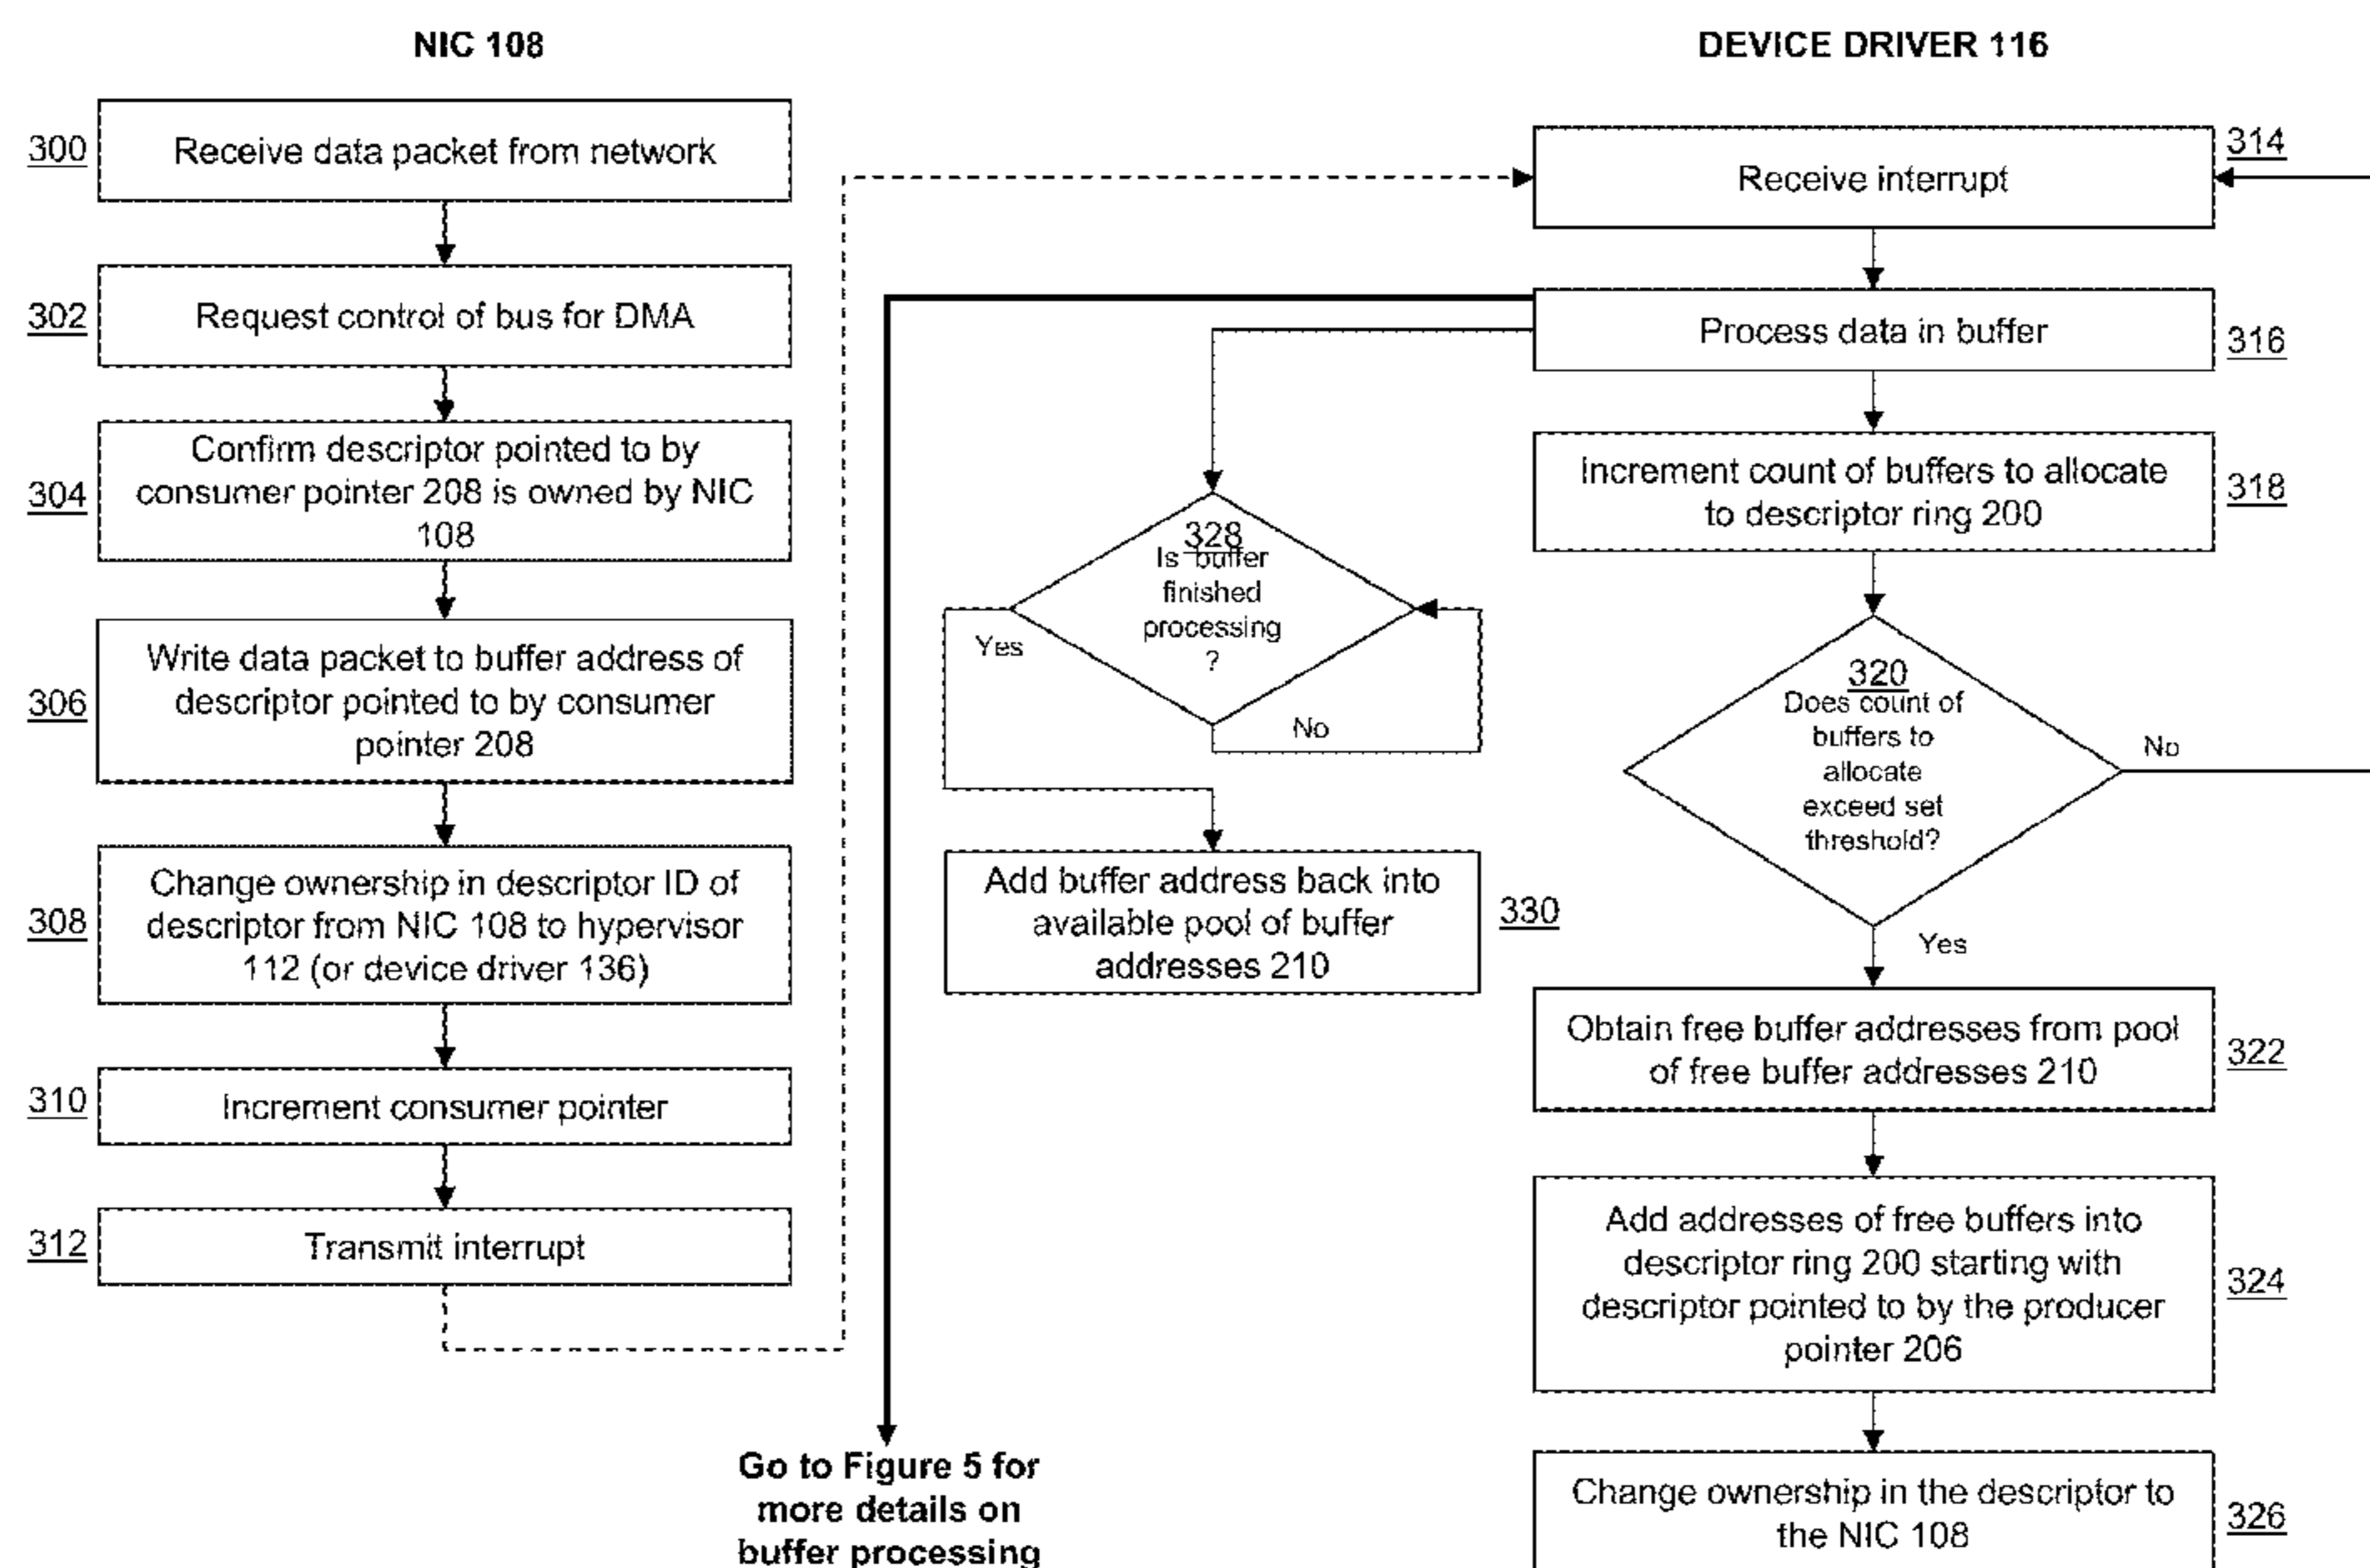 NIC 108
300
Receive data packet from network
302
Request control of bus for DMA
304
Confirm descriptor pointed to by
consumer pointer 208 is owned by NIC
108
306
Write data packet to buffer address of
descriptor pointed to by consumer
pointer 208
308
Change ownership in descriptor ID of
descriptor from NIC 108 to hypervisor
112 (or device driver 136)
310
Increment consumer pointer
312
Transmit interrupt
DEVICE DRIVER 116
Receive interrupt
314
Process data in buffer
316
Increment count of buffers to allocate
to descriptor ring 200
318
320
Does count of
buffers to
allocate
exceed set
threshold?
No
Yes
Obtain free buffer addresses from pool
of free buffer addresses 210
322
Add addresses of free buffers into
descriptor ring 200 starting with
descriptor pointed to by the producer
pointer 206
324
Change ownership in the descriptor to
the NIC 108
326
328
Is buffer
finished
processing
?
Yes
No
Add buffer address back into
available pool of buffer
addresses 210
330
Go to Figure 5 for
more details on
buffer processing